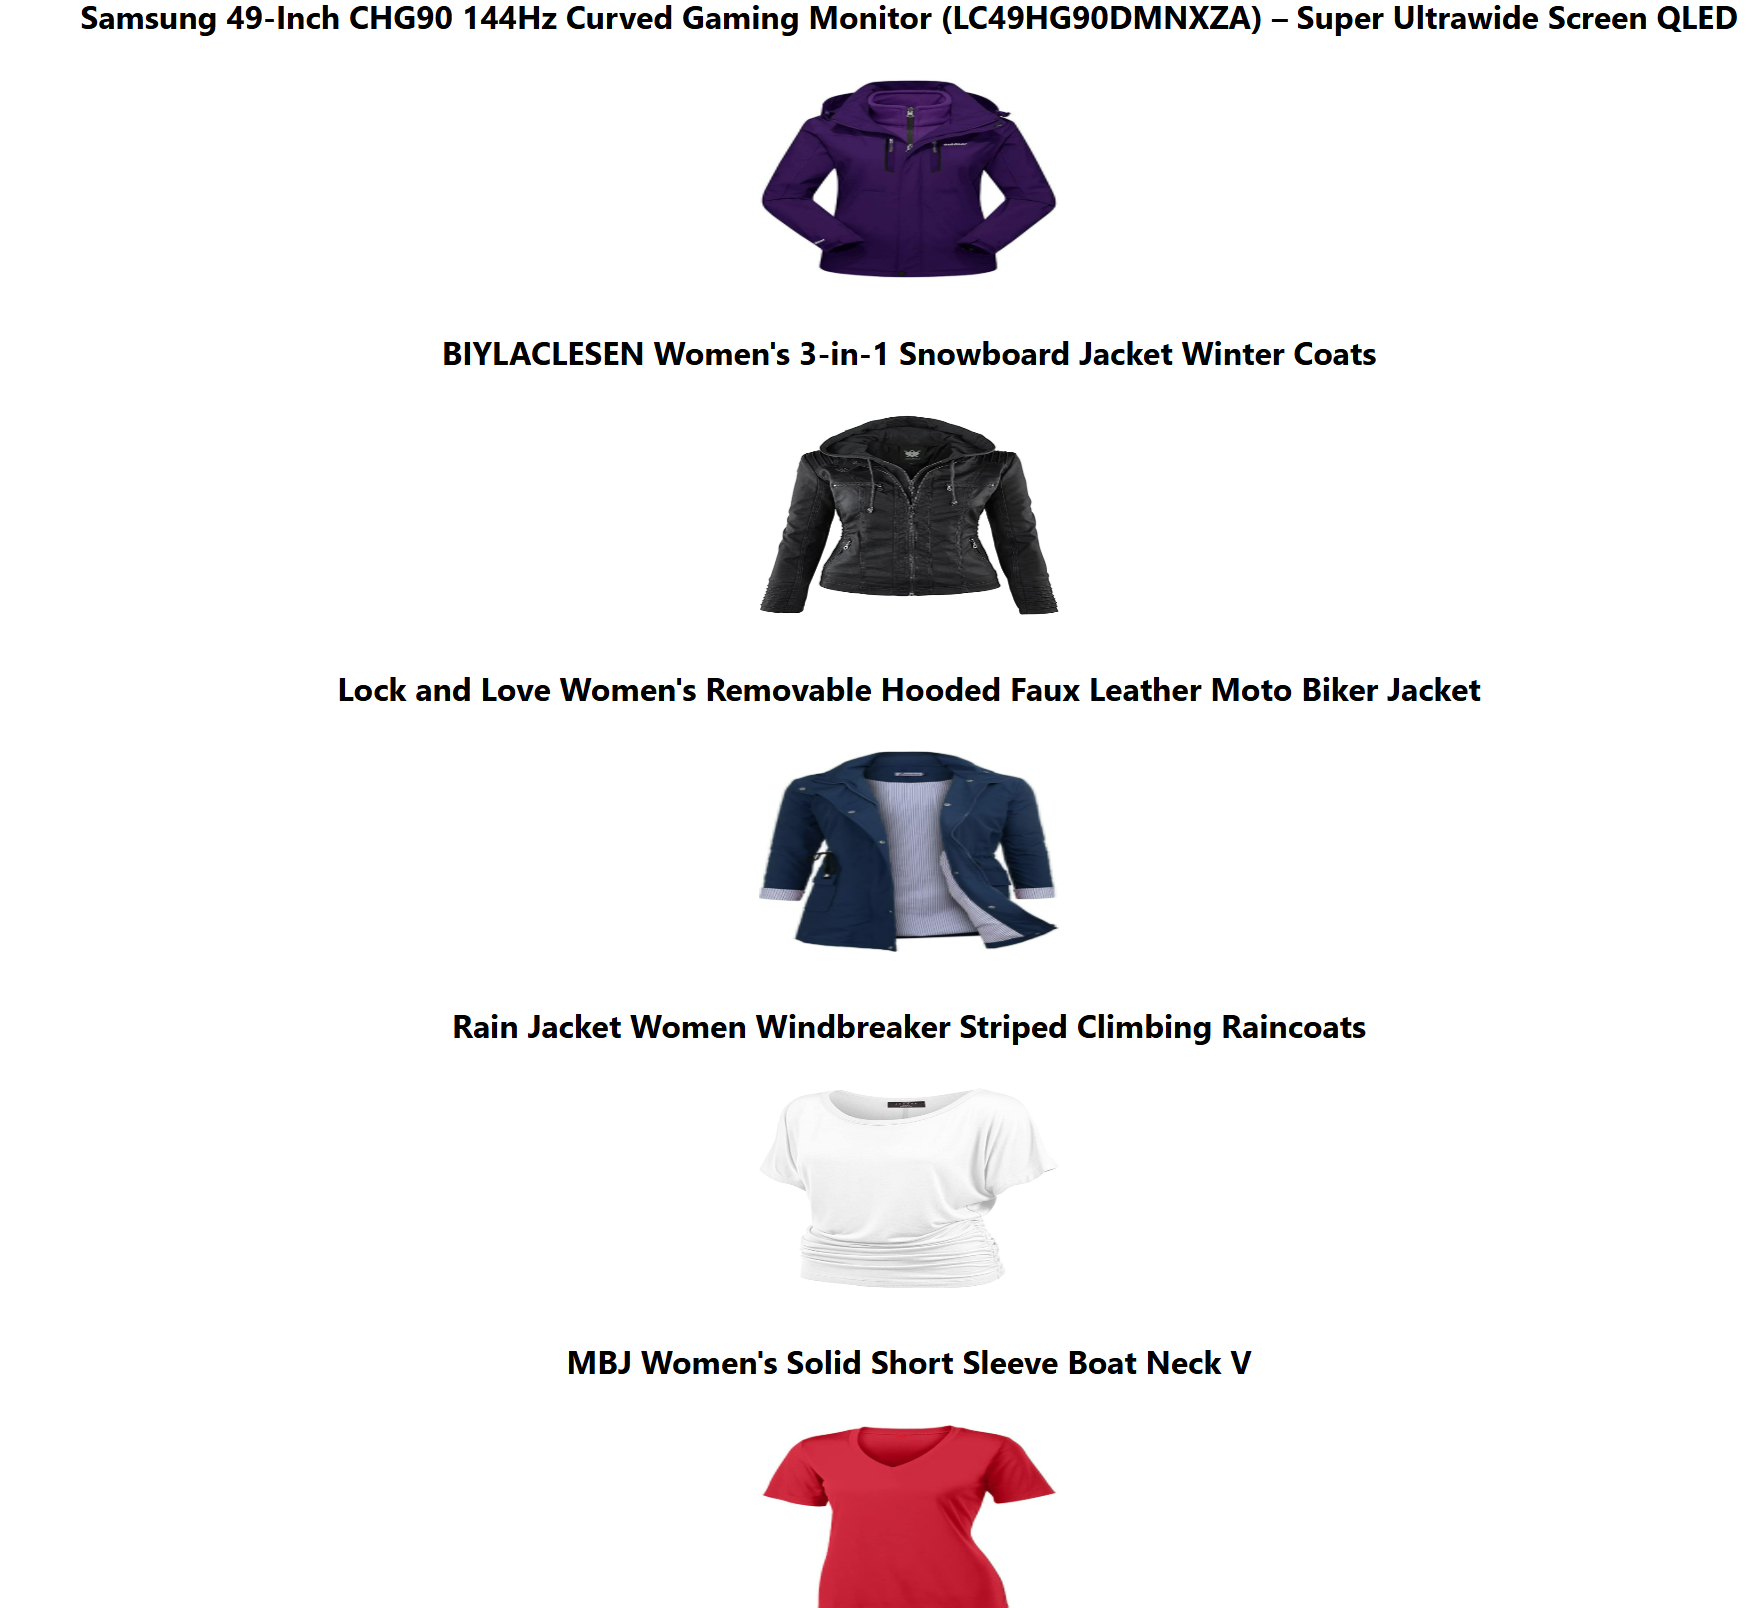 Samsung 49-Inch CHG90 144Hz Curved Gaming Monitor (LC49HG90DMNXZA) – Super Ultrawide Screen QLED
BIYLACLESEN Women's 3-in-1 Snowboard Jacket Winter Coats
Lock and Love Women's Removable Hooded Faux Leather Moto Biker Jacket
Rain Jacket Women Windbreaker Striped Climbing Raincoats
MBJ Women's Solid Short Sleeve Boat Neck V